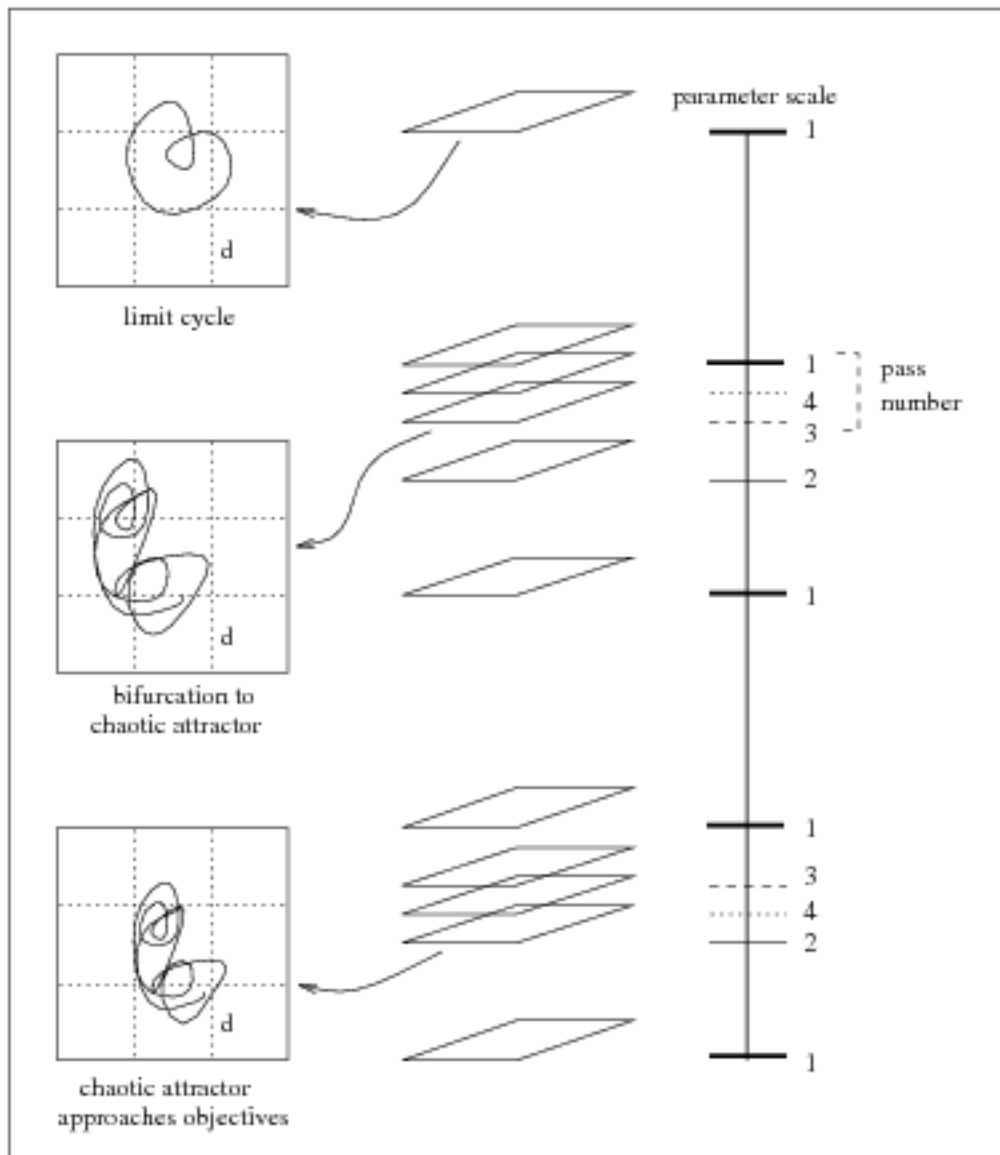 parameter scale
1
d
limit cycle
1
pass
4
number
3
2
1
d
bifurcation to
chaotic attractor
1
3
4
2
d
1
chaotic attractor
approaches objectives